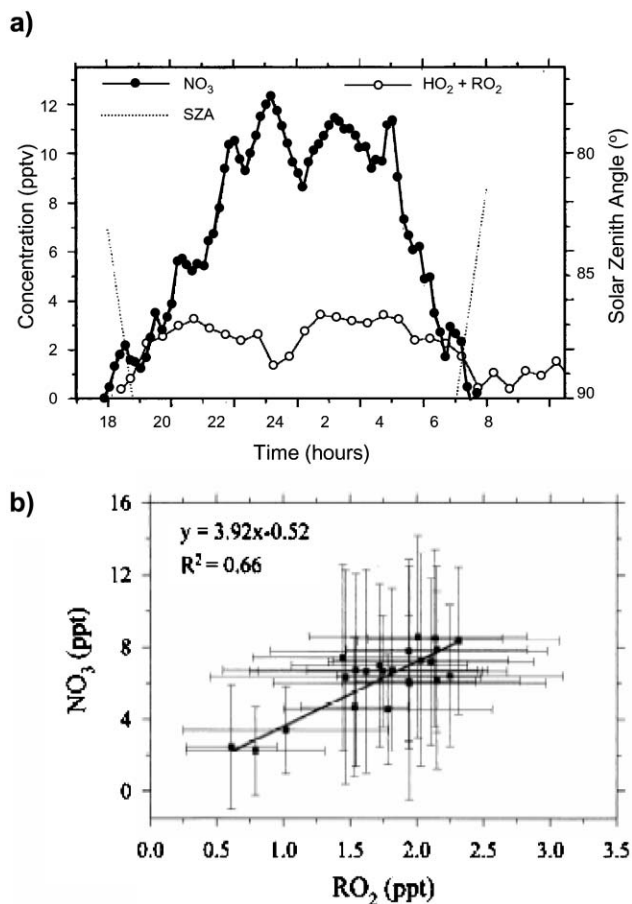 a)
NO3
HO2 + RO2
SZA
Concentration (pptv)
12
10
8
6
4
2
0
80
85
90
Solar Zenith Angle (°)
18 20 22 24 2 4 6 8
Time (hours)
b)
y = 3.92x-0.52
R² = 0.66
NO3 (ppt)
16
12
8
4
0
0.0 0.5 1.0 1.5 2.0 2.5 3.0 3.5
RO2 (ppt)